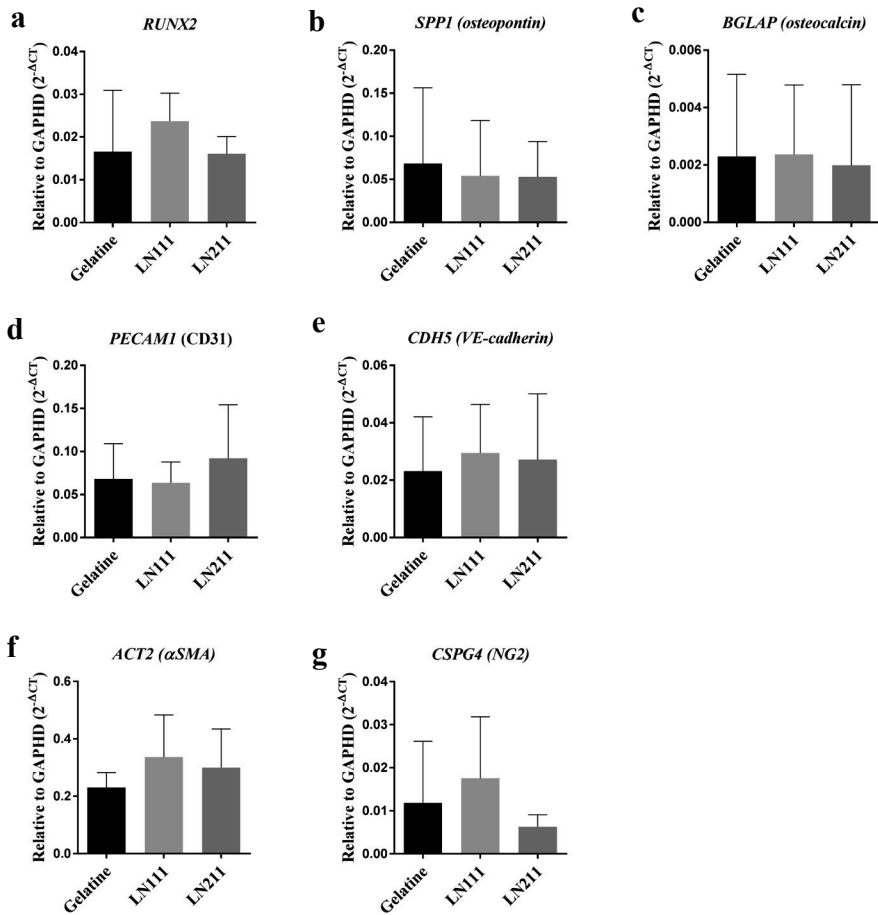 a
RUNX2
Relative to GAPHD (2^-ΔCT)
0.04
0.03
0.02
0.01
0.00
Gelatine
LN111
LN211
b
SPP1 (osteopontin)
Relative to GAPHD (2^-ΔCT)
0.20
0.15
0.10
0.05
0.00
Gelatine
LN111
LN211
c
BGLAP (osteocalcin)
Relative to GAPHD (2^-ΔCT)
0.006
0.004
0.002
0.000
Gelatine
LN111
LN211
d
PECAM1 (CD31)
Relative to GAPHD (2^-ΔCT)
0.20
0.15
0.10
0.05
0.00
Gelatine
LN111
LN211
e
CDH5 (VE-cadherin)
Relative to GAPHD (2^-ΔCT)
0.06
0.04
0.02
0.00
Gelatine
LN111
LN211
f
ACT2 (αSMA)
Relative to GAPHD (2^-ΔCT)
0.6
0.4
0.2
0.0
Gelatine
LN111
LN211
g
CSPG4 (NG2)
Relative to GAPHD (2^-ΔCT)
0.04
0.03
0.02
0.01
0.00
Gelatine
LN111
LN211